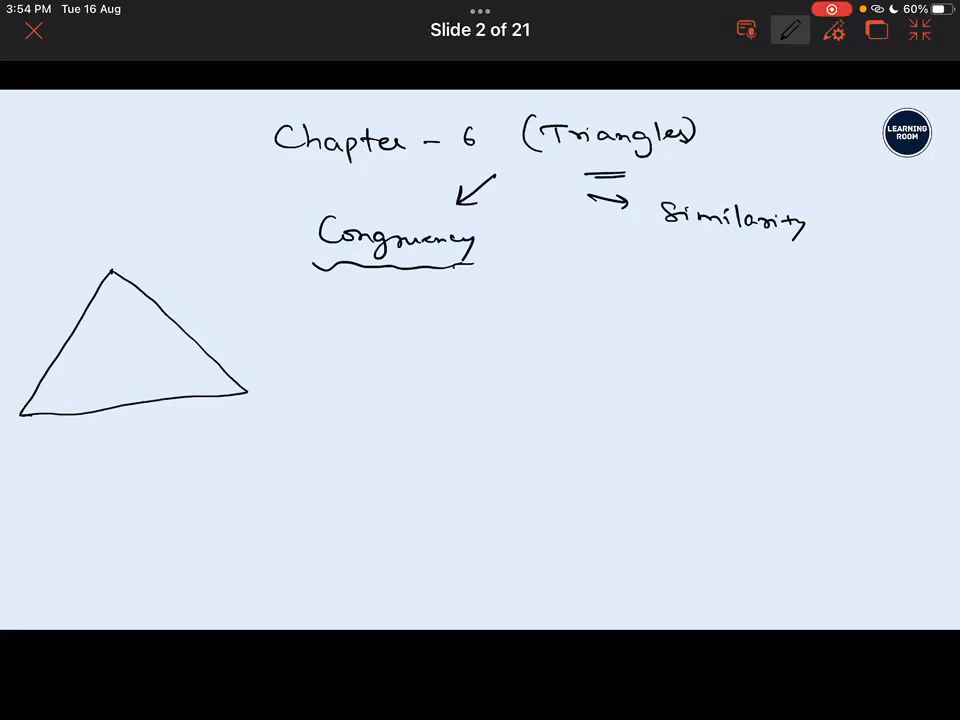 3:54 PM Tue 16 Aug
60%
Slide 2 of 21
Chapter - 6 (Triangles)
LEARNING
ROOM
Similarity
Congruency